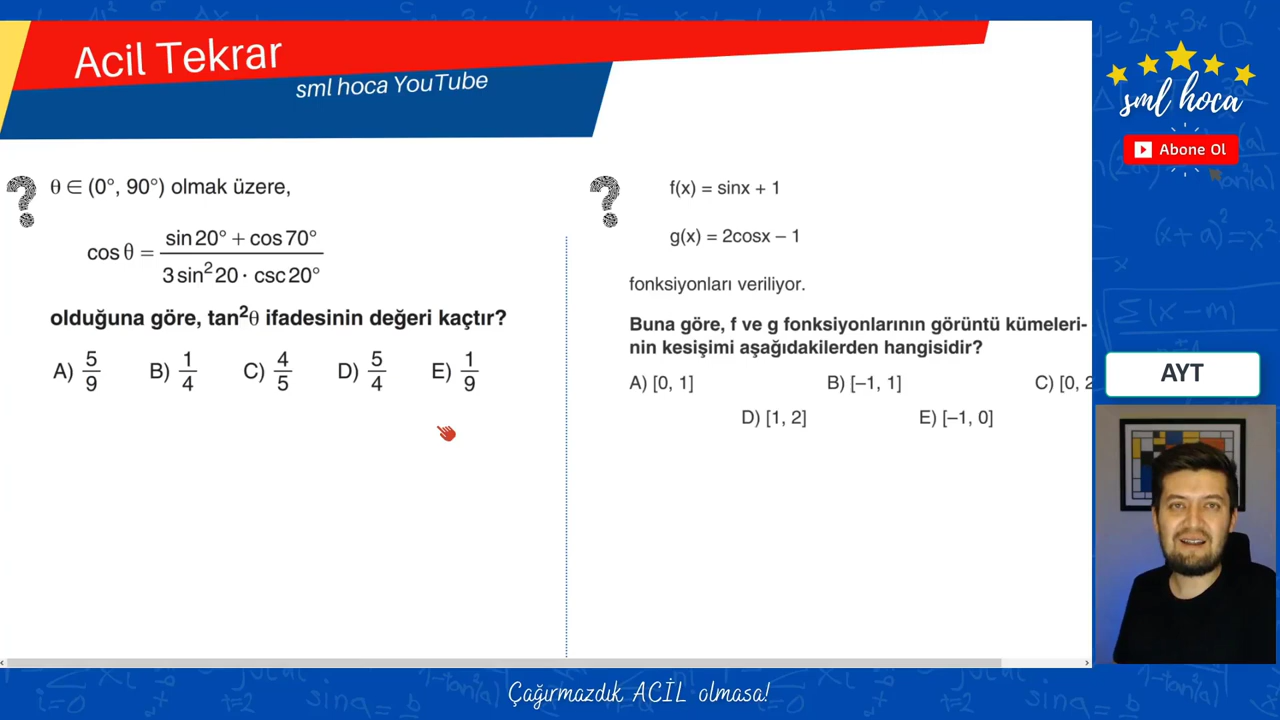 Acil Tekrar
sml hoca YouTube
θ ∈ (0°, 90°) olmak üzere,
cos θ = (sin 20° + cos 70°) / (3 sin² 20 · csc 20°)
olduğuna göre, tan²θ ifadesinin değeri kaçtır?
A) 5/9 B) 1/4 C) 4/5 D) 5/4 E) 1/9
f(x) = sinx + 1
g(x) = 2cosx – 1
fonksiyonları veriliyor.
Buna göre, f ve g fonksiyonlarının görüntü kümeleri-
nin kesişimi aşağıdakilerden hangisidir?
A) [0, 1] B) [–1, 1] C) [0, 2
D) [1, 2] E) [–1, 0]
sml hoca
Abone Ol
AYT
Çağırmazdık ACİL olmasa!